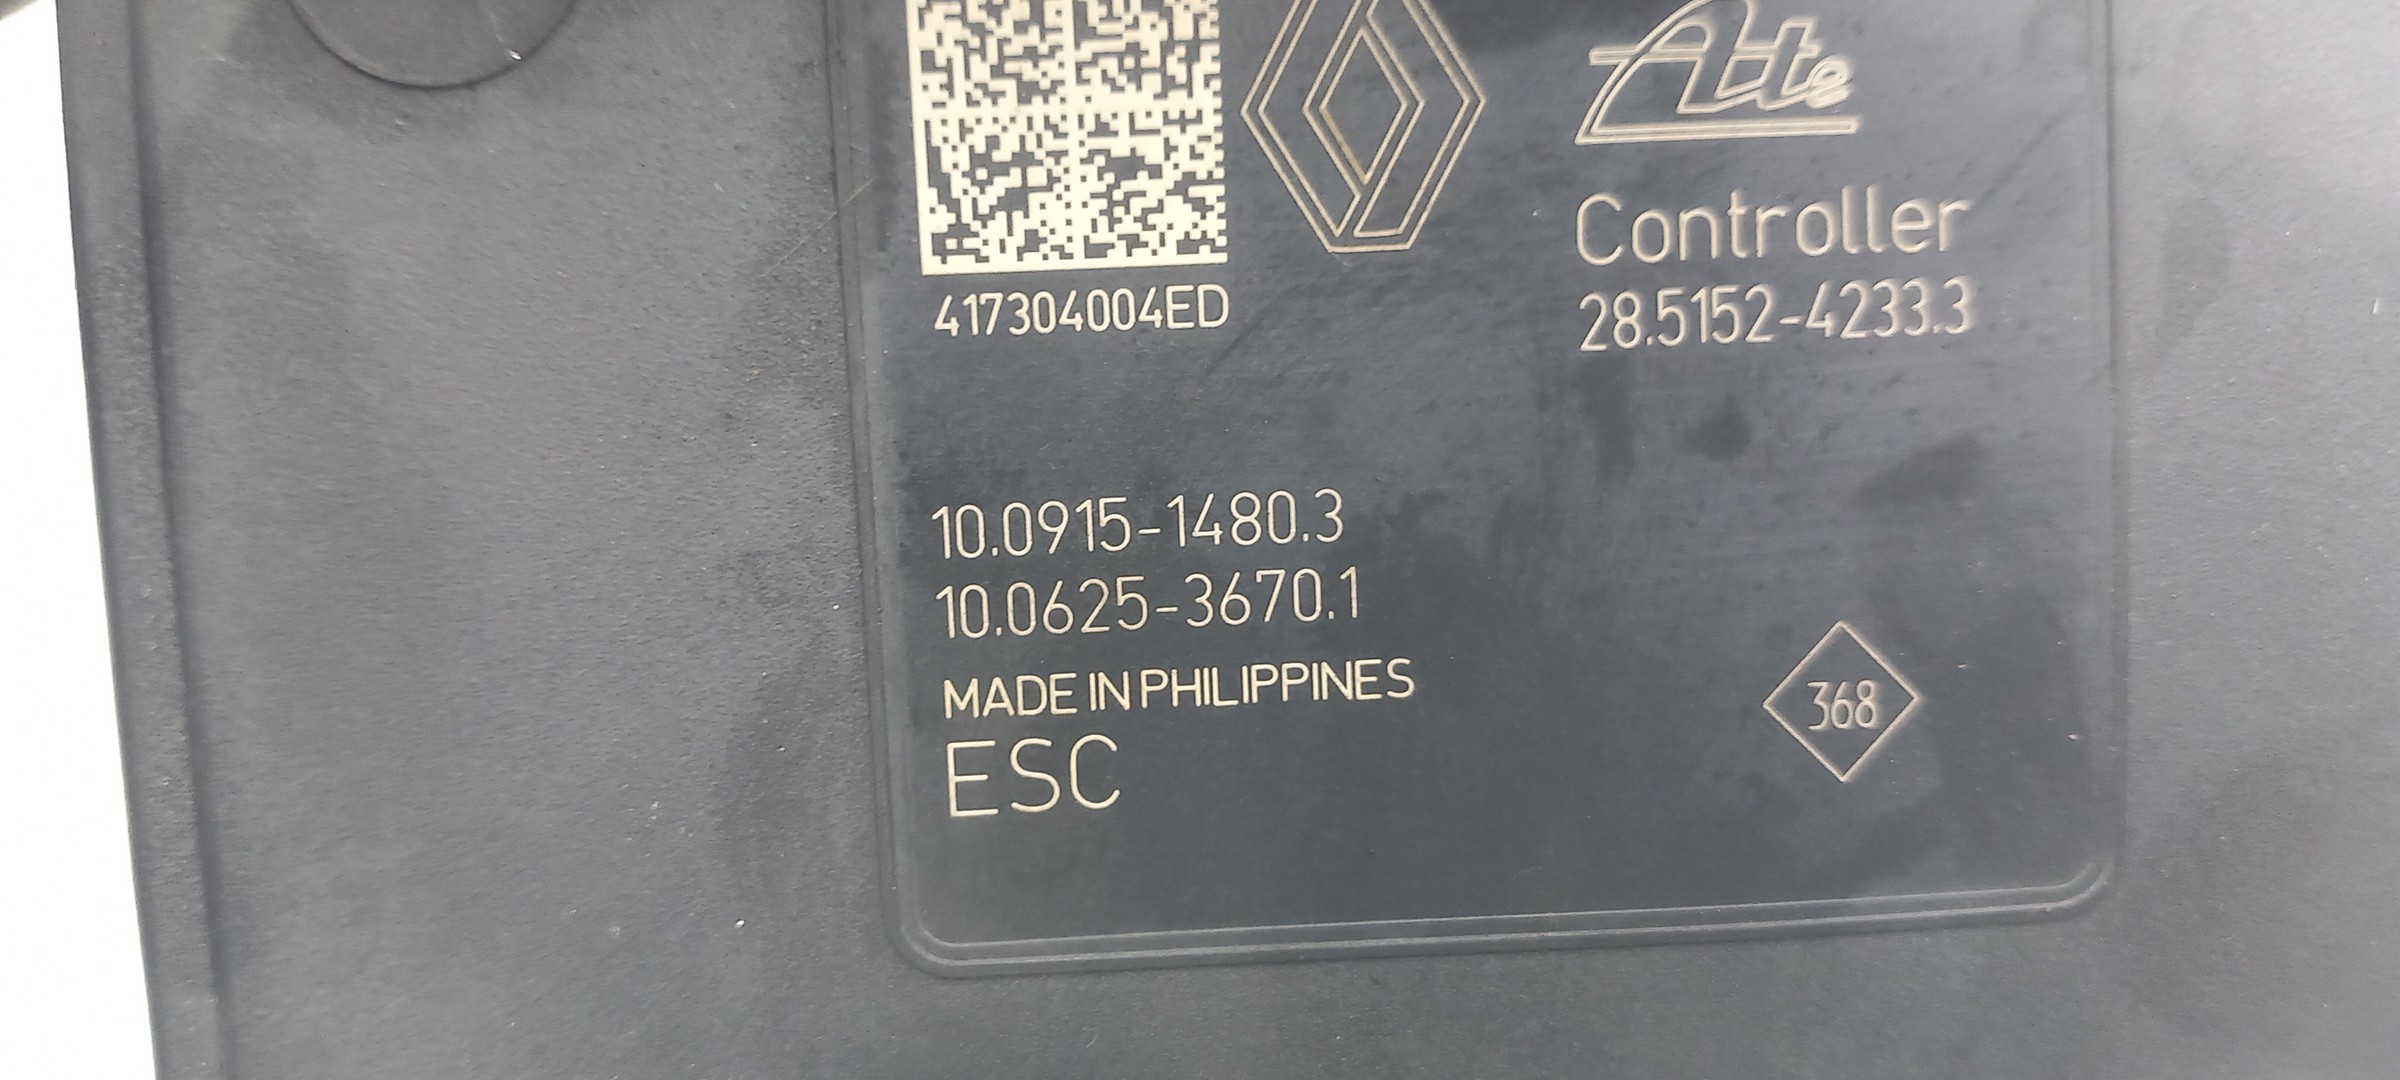 Ate
Controller
28.5152-4233.3
417304004ED
10.0915-1480.3
10.0625-3670.1
MADE IN PHILIPPINES
ESC
368